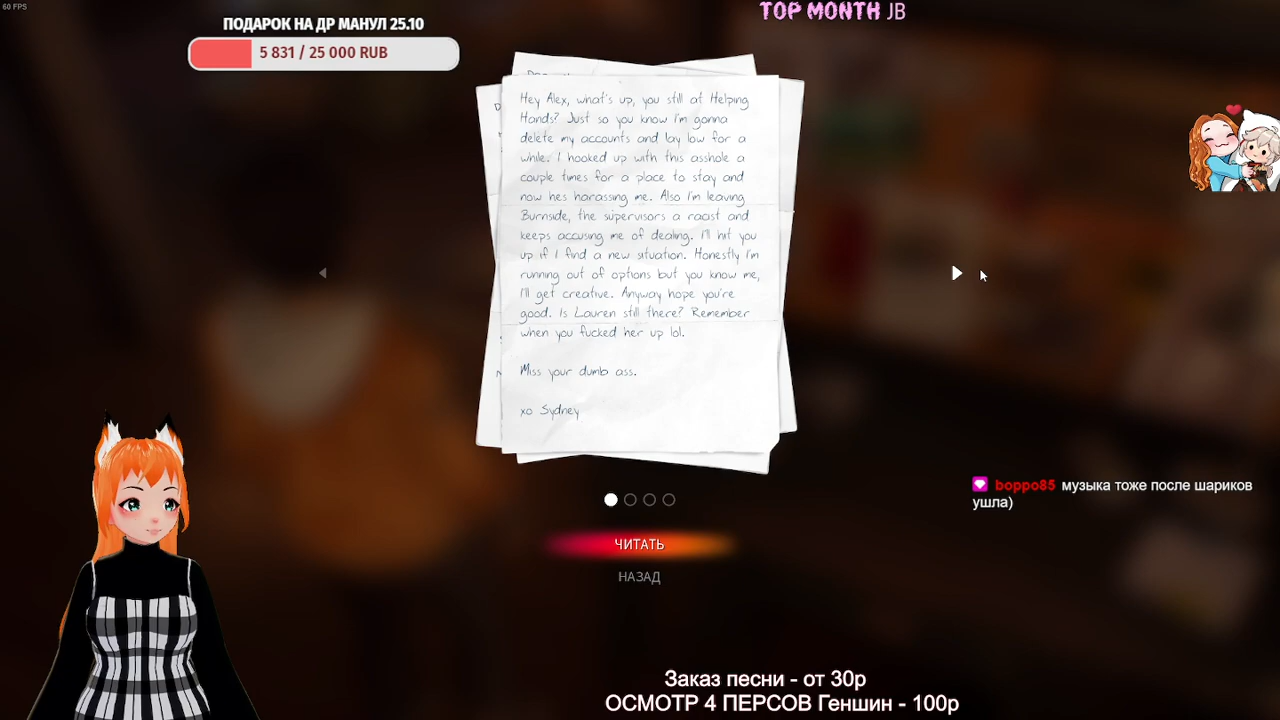 60 FPS
ПОДАРОК НА ДР МАНУЛ 25.10
5 831 / 25 000 RUB
TOP MONTH JB
Hey Alex, what's up, you still at Helping
Hands? Just so you know I'm gonna
delete my accounts and lay low for a
while. I hooked up with this asshole a
couple times for a place to stay and
now hes harassing me. Also I'm leaving
Burnside, the supervisors a racist and
keeps accusing me of dealing. I'll hit you
up if I find a new situation. Honestly I'm
running out of options but you know me,
I'll get creative. Anyway hope you're
good. Is Lauren still there? Remember
when you fucked her up lol.
Miss your dumb ass.
xo Sydney
boppo85 музыка тоже после шариков
ушла)
ЧИТАТЬ
НАЗАД
Заказ песни - от 30р
ОСМОТР 4 ПЕРСОВ Геншин - 100р